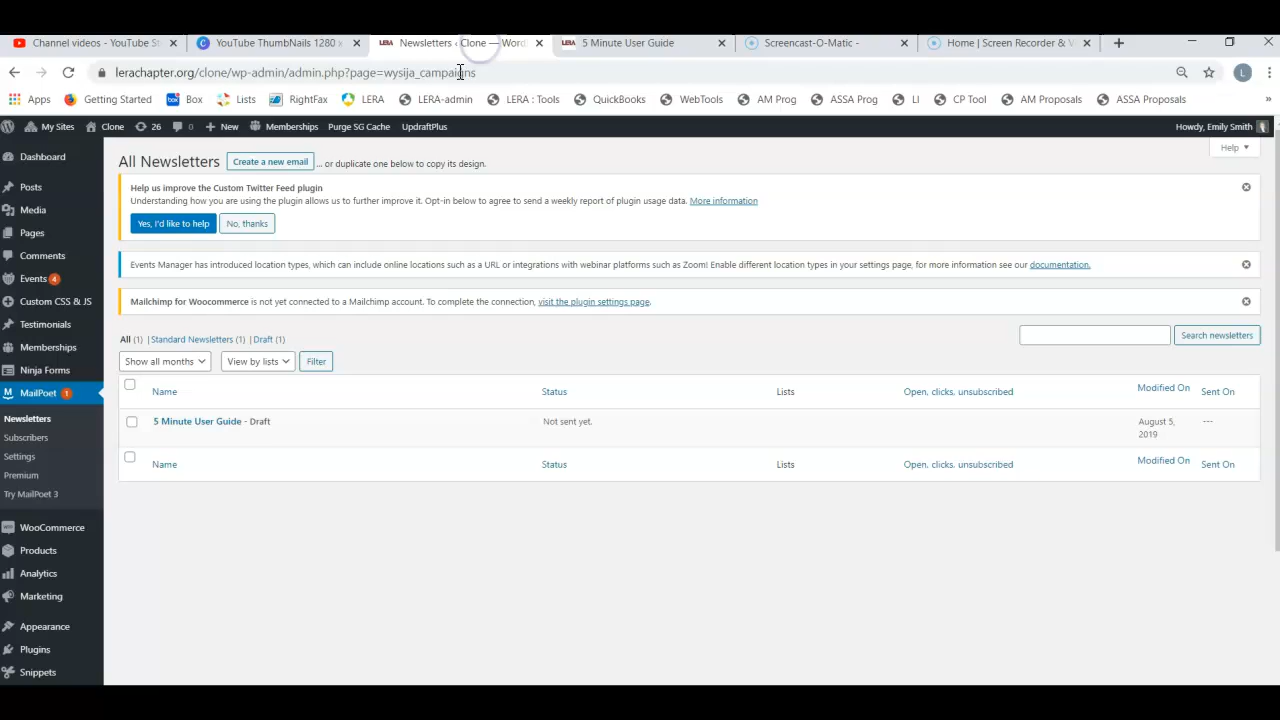 Channel videos - YouTube St
YouTube ThumbNails 1280 x
LERA Newsletters ‹ Clone — Word
LERA 5 Minute User Guide
Screencast-O-Matic -
Home | Screen Recorder & V
lerachapter.org/clone/wp-admin/admin.php?page=wysija_campaigns
L
Apps
Getting Started
box Box
Lists
RightFax
LERA
LERA-admin
LERA : Tools
QuickBooks
WebTools
AM Prog
ASSA Prog
LI
CP Tool
AM Proposals
ASSA Proposals
»
My Sites
Clone
26
0
New
Memberships
Purge SG Cache
UpdraftPlus
Howdy, Emily Smith
Help
Dashboard
Posts
Media
Pages
Comments
Events 4
Custom CSS & JS
Testimonials
Memberships
Ninja Forms
M MailPoet 1
Newsletters
Subscribers
Settings
Premium
Try MailPoet 3
WooCommerce
Products
Analytics
Marketing
Appearance
Plugins
Snippets
All Newsletters
Create a new email
... or duplicate one below to copy its design.
Help us improve the Custom Twitter Feed plugin
Understanding how you are using the plugin allows us to further improve it. Opt-in below to agree to send a weekly report of plugin usage data. More information
Yes, I'd like to help
No, thanks
Events Manager has introduced location types, which can include online locations such as a URL or integrations with webinar platforms such as Zoom! Enable different location types in your settings page, for more information see our documentation.
Mailchimp for Woocommerce is not yet connected to a Mailchimp account. To complete the connection, visit the plugin settings page.
All (1) | Standard Newsletters (1) | Draft (1)
Search newsletters
Show all months
View by lists
Filter
Name Status Lists Open, clicks, unsubscribed Modified On Sent On
5 Minute User Guide - Draft Not sent yet. August 5, ---
2019
Name Status Lists Open, clicks, unsubscribed Modified On Sent On